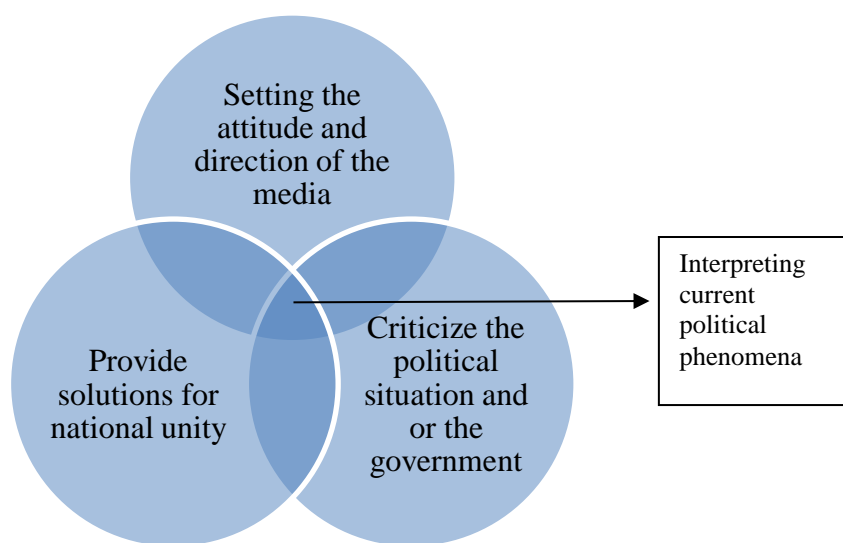 Setting the
attitude and
direction of the
media
Provide
solutions for
national unity
Criticize the
political
situation and
or the
government
Interpreting
current
political
phenomena